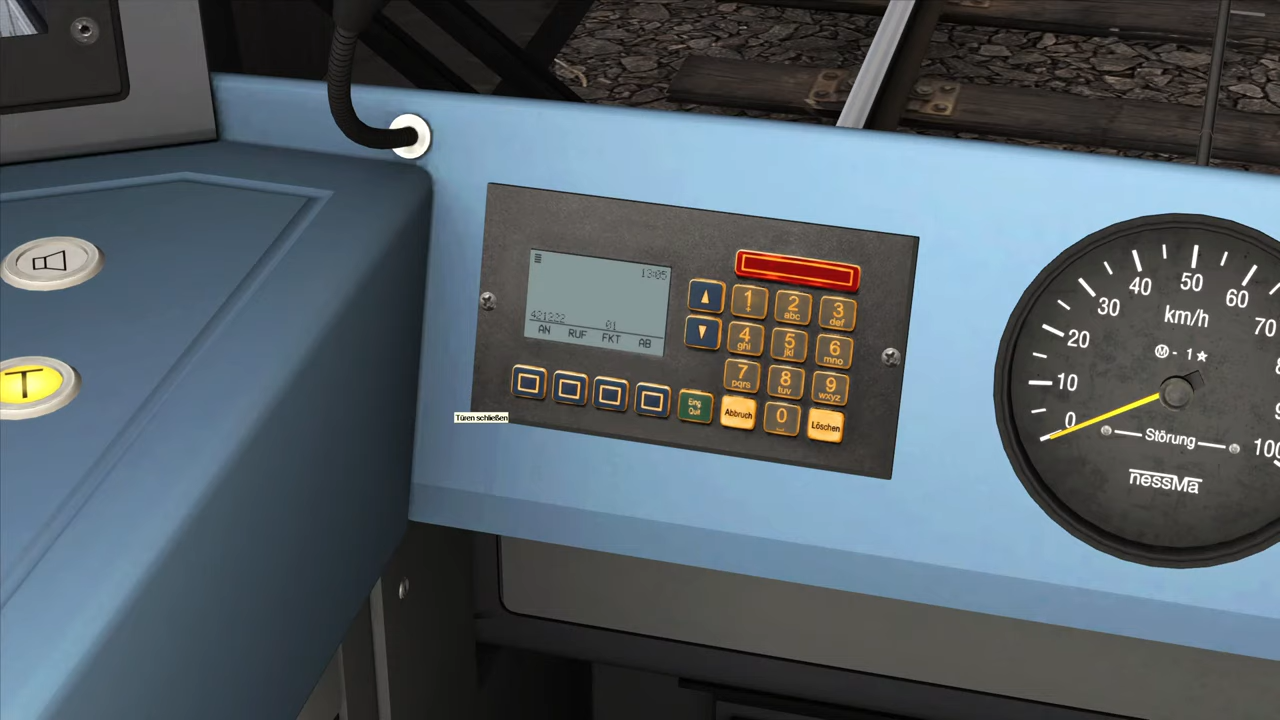 13:05
421322 01
AN RUF FKT AB
1
2 abc
3 def
4 ghi
5 jkl
6 mno
7 pqrs
8 tuv
9 wxyz
Eing Quit
Abbruch
0
Löschen
Türen schließen
T
0
10
20
30
40
50
60
70
100
km/h
M - 1
Störung
nessMa